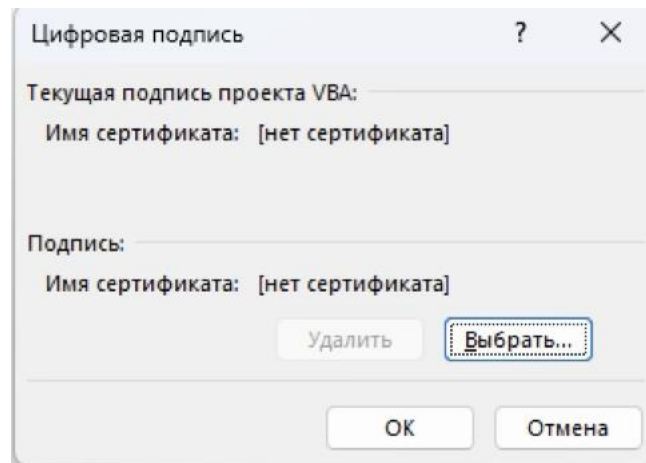 Цифровая подпись ?
Текущая подпись проекта VBA:
Имя сертификата: [нет сертификата]
Подпись:
Имя сертификата: [нет сертификата]
Удалить Выбрать...
ОК Отмена